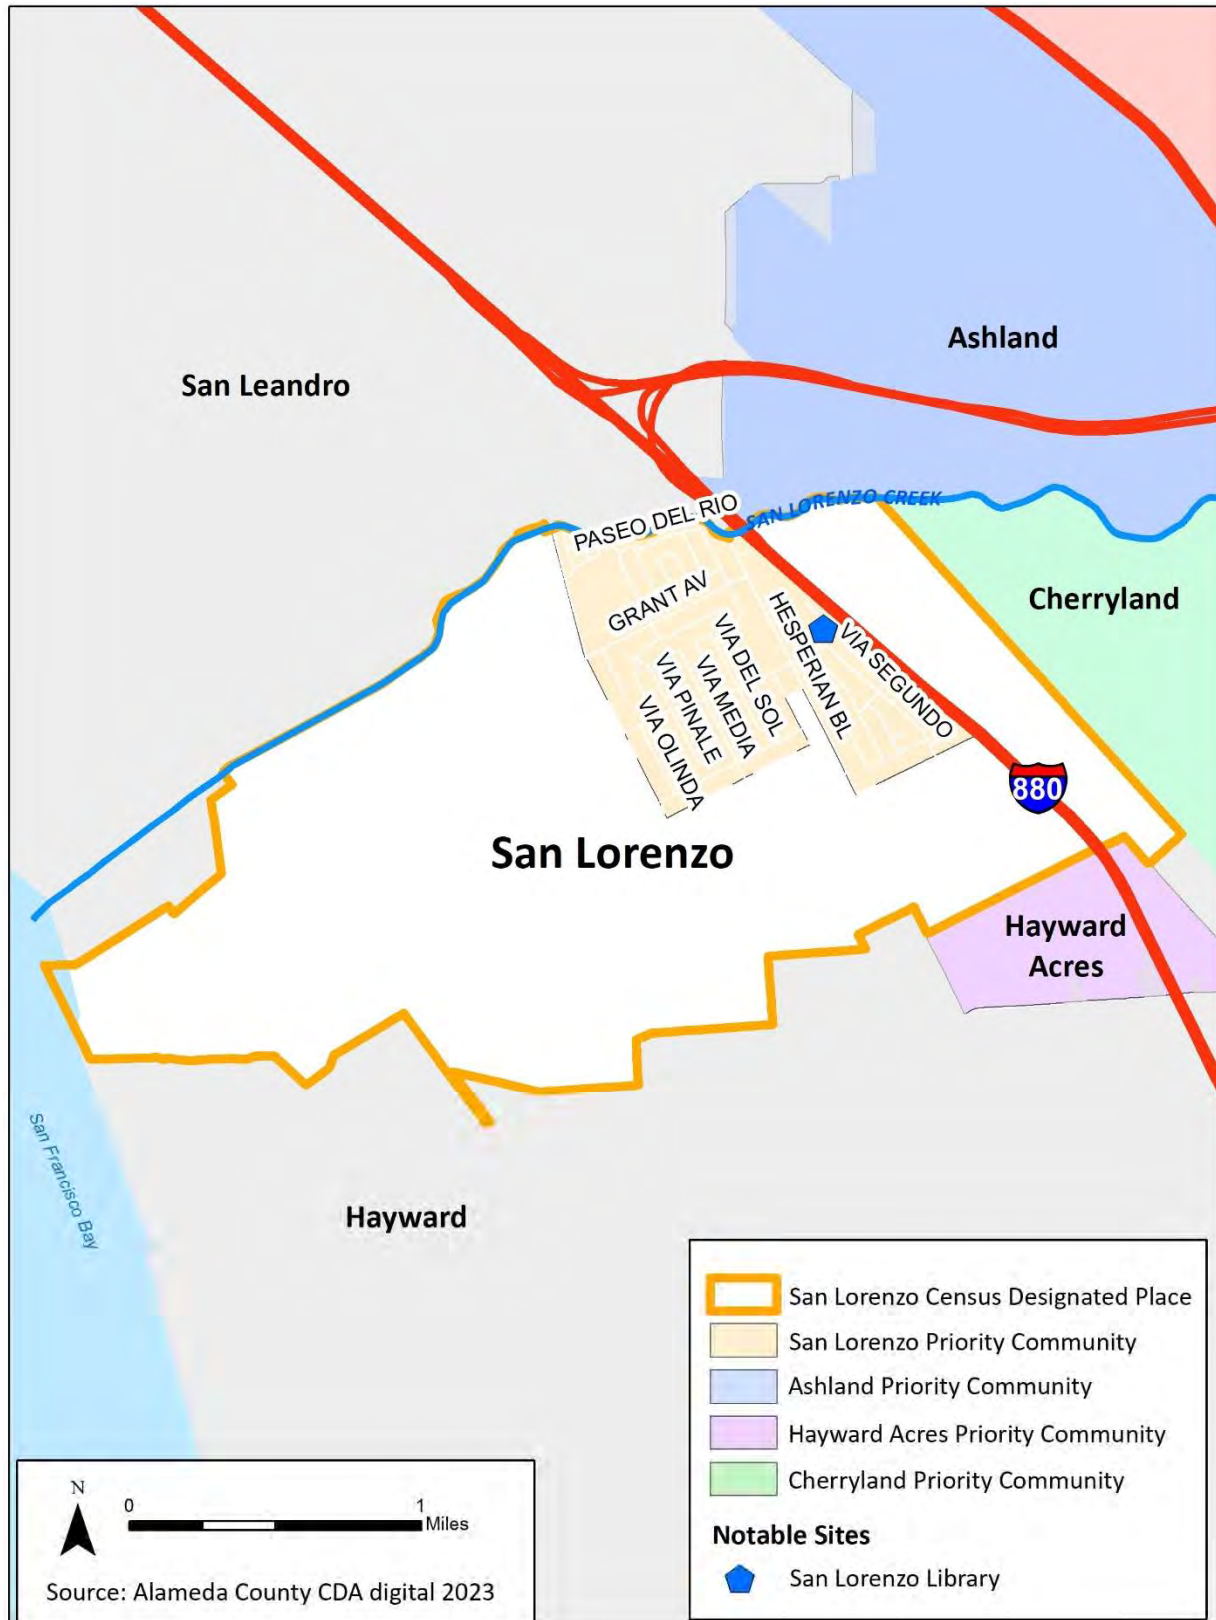 Ashland
San Leandro
SAN LORENZO CREEK
PASEO DEL RIO
Cherryland
GRANT AV
HESPERIAN BL
VIA SEGUNDO
VIA DEL SOL
VIA MEDIA
VIA PINALE
VIA OLINDA
880
San Lorenzo
Hayward
Acres
San Francisco Bay
Hayward
San Lorenzo Census Designated Place
San Lorenzo Priority Community
Ashland Priority Community
Hayward Acres Priority Community
Cherryland Priority Community
Notable Sites
San Lorenzo Library
N
0 1
Miles
Source: Alameda County CDA digital 2023